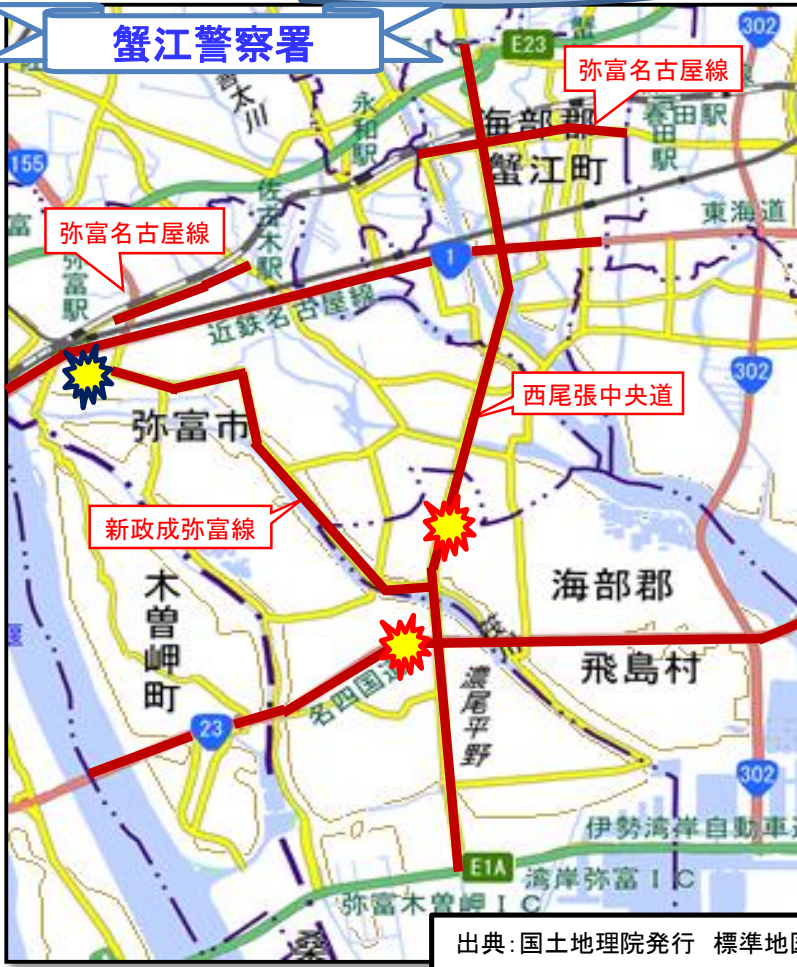 蟹江警察署
E23
302
弥富名古屋線
永和駅
海部郡
蟹江町
春田駅
155
佐古木駅
東海道
弥富名古屋線
弥富駅
1
近鉄名古屋線
302
西尾張中央道
弥富市
新政成弥富線
海部郡
木曽岬町
飛島村
名四国道
濃尾平野
23
302
伊勢湾岸自動車道
E1A
湾岸弥富IC
弥富木曽岬IC
桑
出典:国土地理院発行 標準地図